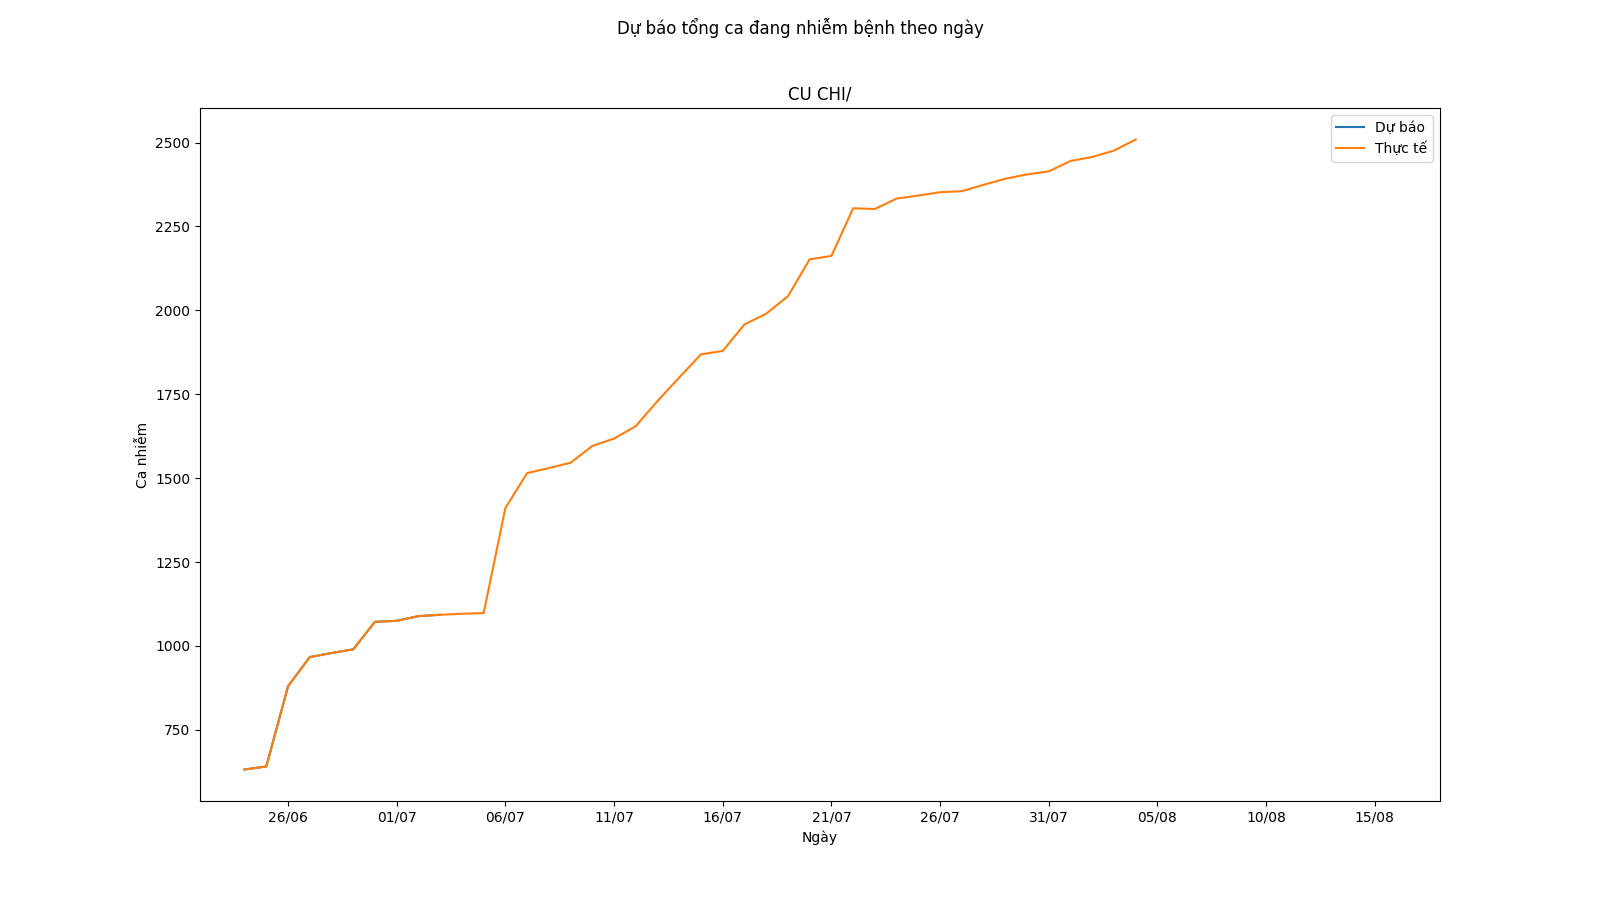 Dự báo tổng ca đang nhiễm bệnh theo ngày
CU CHI/
Dự báo
Thực tế
2500
2250
2000
1750
1500
1250
1000
750
Ca nhiễm
26/06 01/07 06/07 11/07 16/07 21/07 26/07 31/07 05/08 10/08 15/08
Ngày